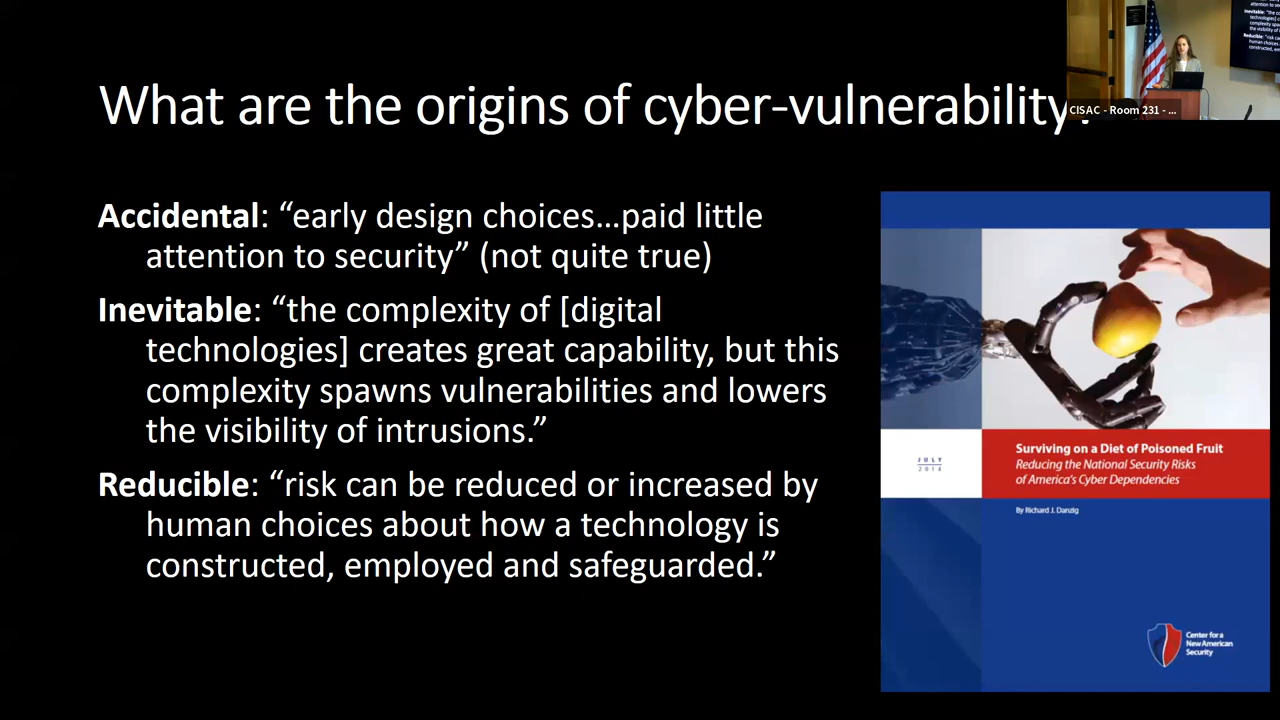 What are the origins of cyber-vulnerability?
CISAC - Room 231 - ...
Accidental: “early design choices…paid little
attention to security” (not quite true)
Inevitable: “the complexity of [digital
technologies] creates great capability, but this
complexity spawns vulnerabilities and lowers
the visibility of intrusions.”
Reducible: “risk can be reduced or increased by
human choices about how a technology is
constructed, employed and safeguarded.”
JULY
2014
Surviving on a Diet of Poisoned Fruit
Reducing the National Security Risks
of America's Cyber Dependencies
By Richard J. Danzig
Center for a
New American
Security